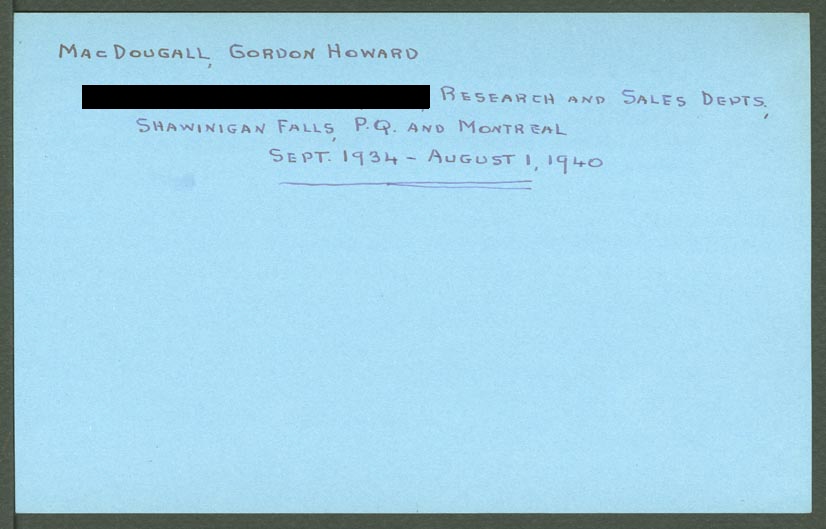 MacDougall, Gordon Howard
, Research and Sales Depts,
Shawinigan Falls, P.Q. and Montreal
Sept. 1934 – August 1, 1940